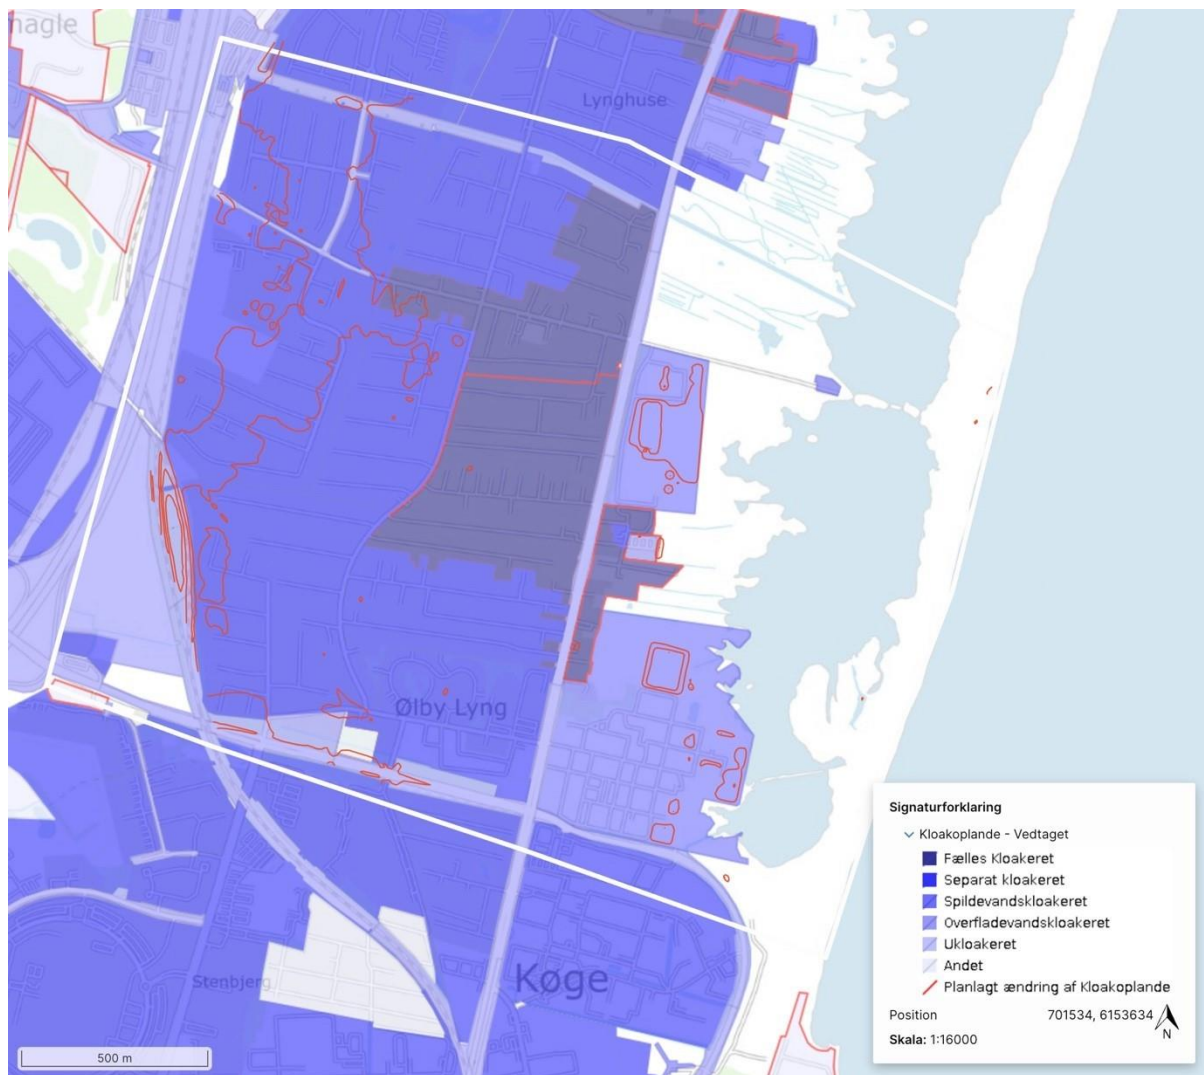 nagle
Lynghuse
Ølby Lyng
Køge
Stenbjerg
500 m
Signaturforklaring
Kloakoplande - Vedtaget
Fælles Kloakeret
Separat kloakeret
Spildevandskloakeret
Overfladevandskloakeret
Ukloakeret
Andet
Planlagt ændring af Kloakoplande
Position 701534, 6153634
Skala: 1:16000
N